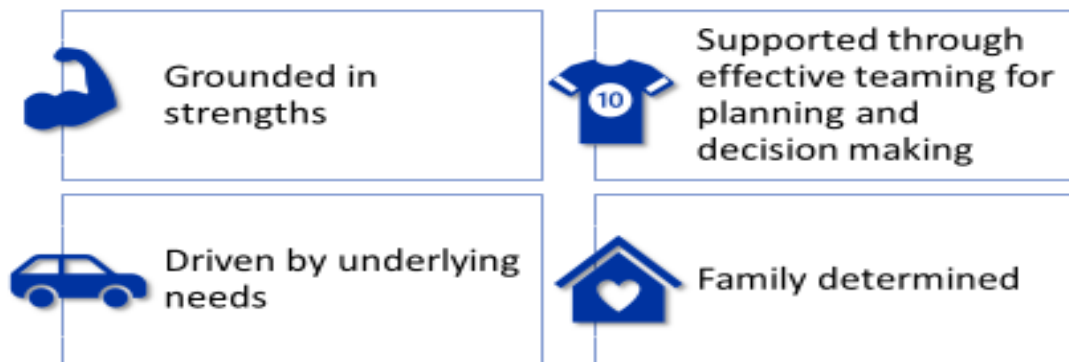 Grounded in
strengths
Supported through
effective teaming for
planning and
decision making
10
Driven by underlying
needs
Family determined